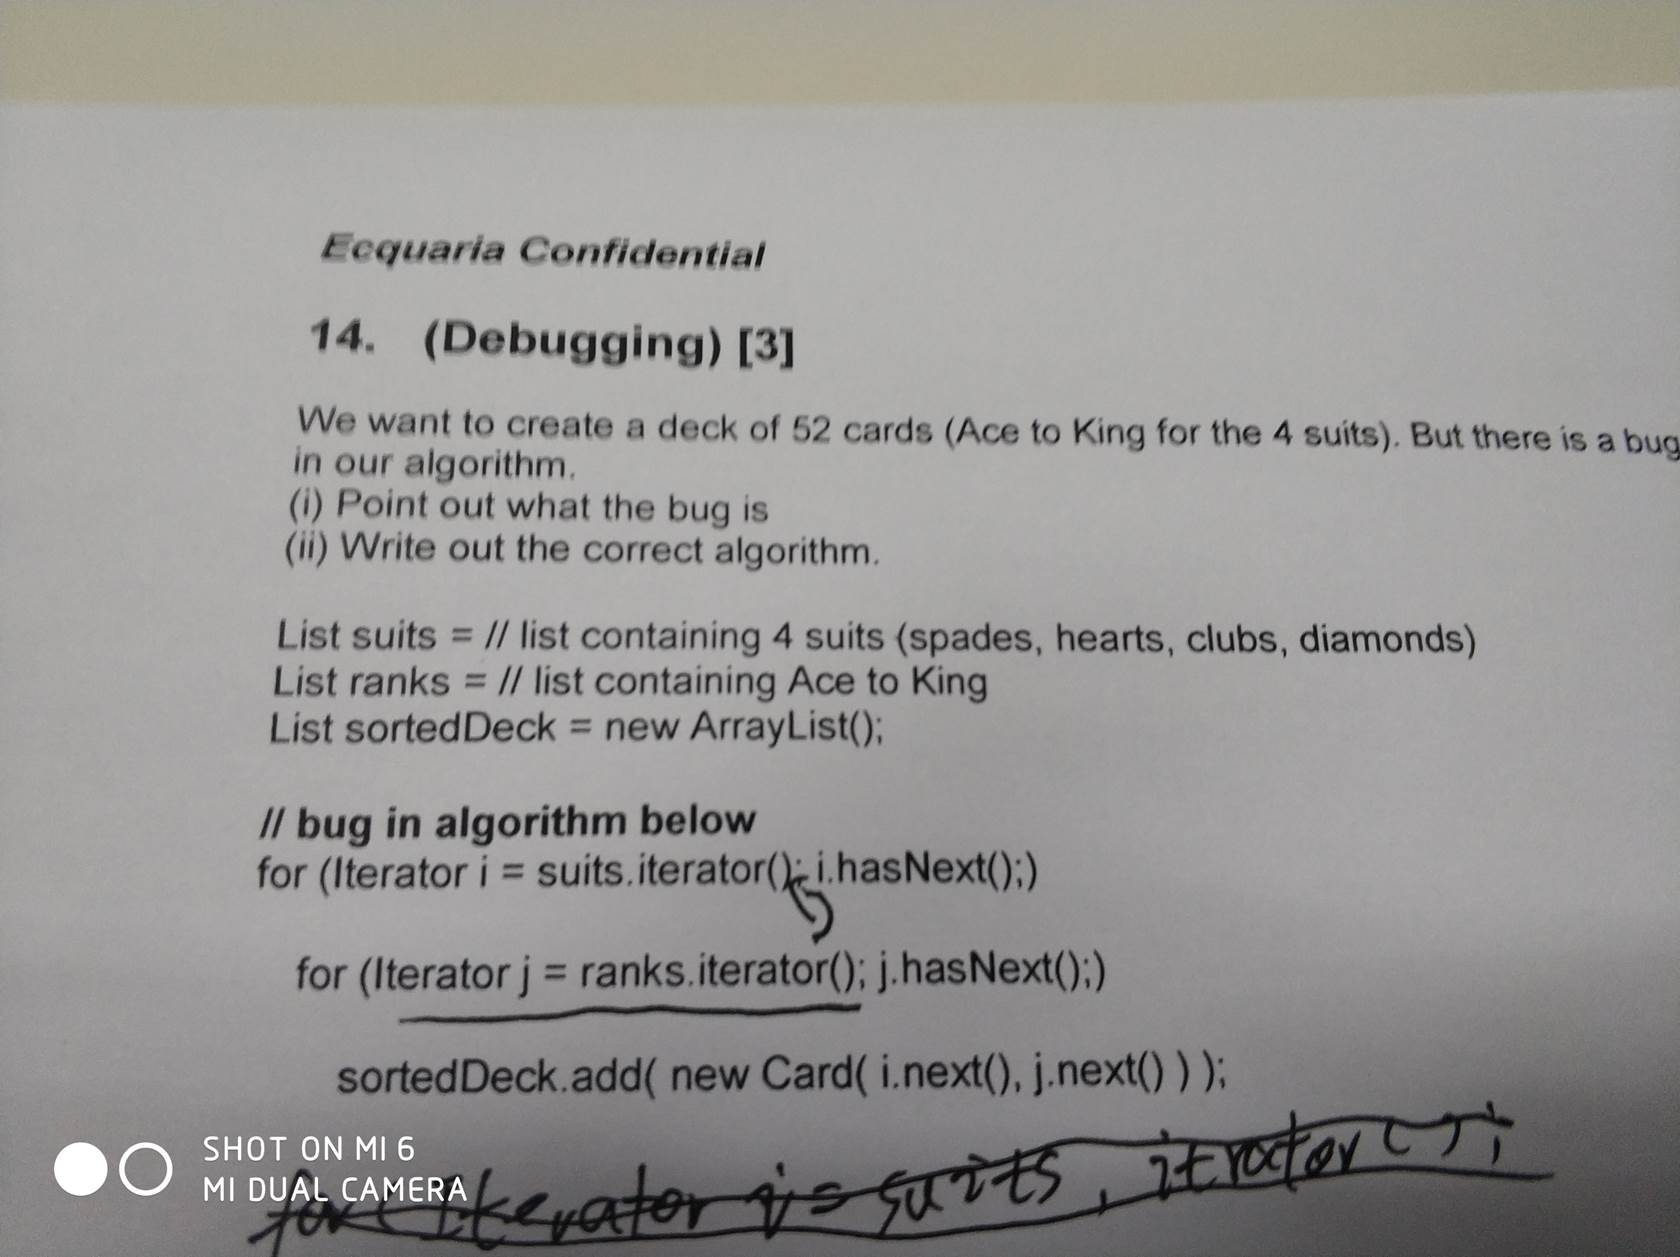 Ecquaria Confidential
14. (Debugging) [3]
We want to create a deck of 52 cards (Ace to King for the 4 suits). But there is a bug
in our algorithm.
(i) Point out what the bug is
(ii) Write out the correct algorithm.
List suits = // list containing 4 suits (spades, hearts, clubs, diamonds)
List ranks = // list containing Ace to King
List sortedDeck = new ArrayList();
// bug in algorithm below
for (Iterator i = suits.iterator(); i.hasNext();)
for (Iterator j = ranks.iterator(); j.hasNext();)
sortedDeck.add( new Card( i.next(), j.next() ) );
for (Iterator i = suits, itrator();
SHOT ON MI 6
MI DUAL CAMERA